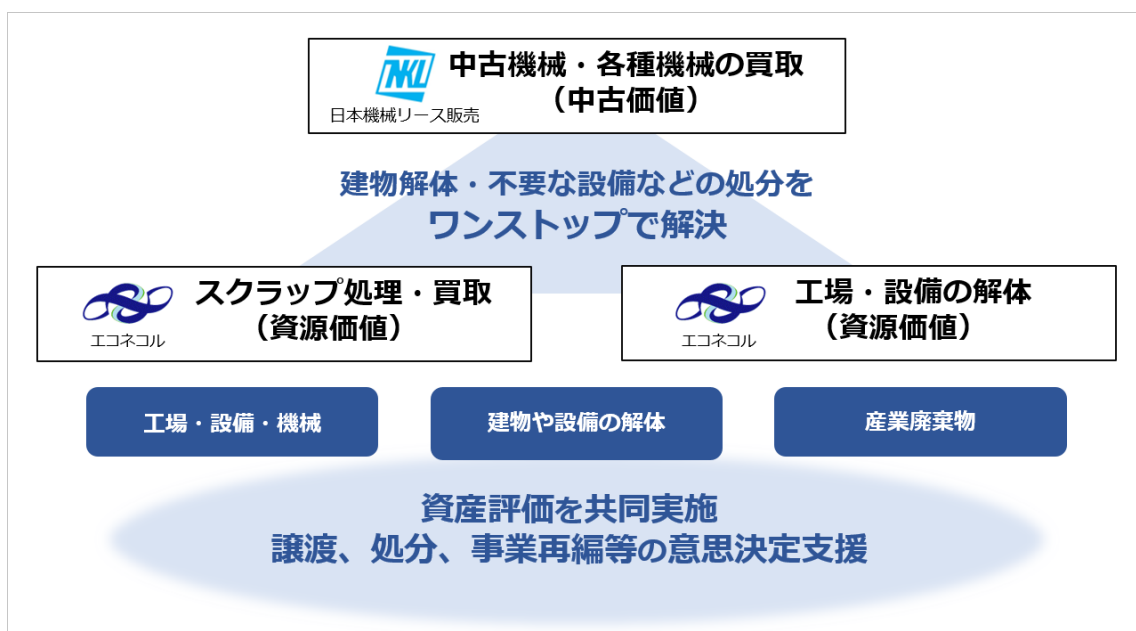 NKL
中古機械・各種機械の買取
(中古価値)
日本機械リース販売
建物解体・不要な設備などの処分を
ワンストップで解決
スクラップ処理・買取
(資源価値)
エコネコル
工場・設備の解体
(資源価値)
エコネコル
工場・設備・機械
建物や設備の解体
産業廃棄物
資産評価を共同実施
譲渡、処分、事業再編等の意思決定支援